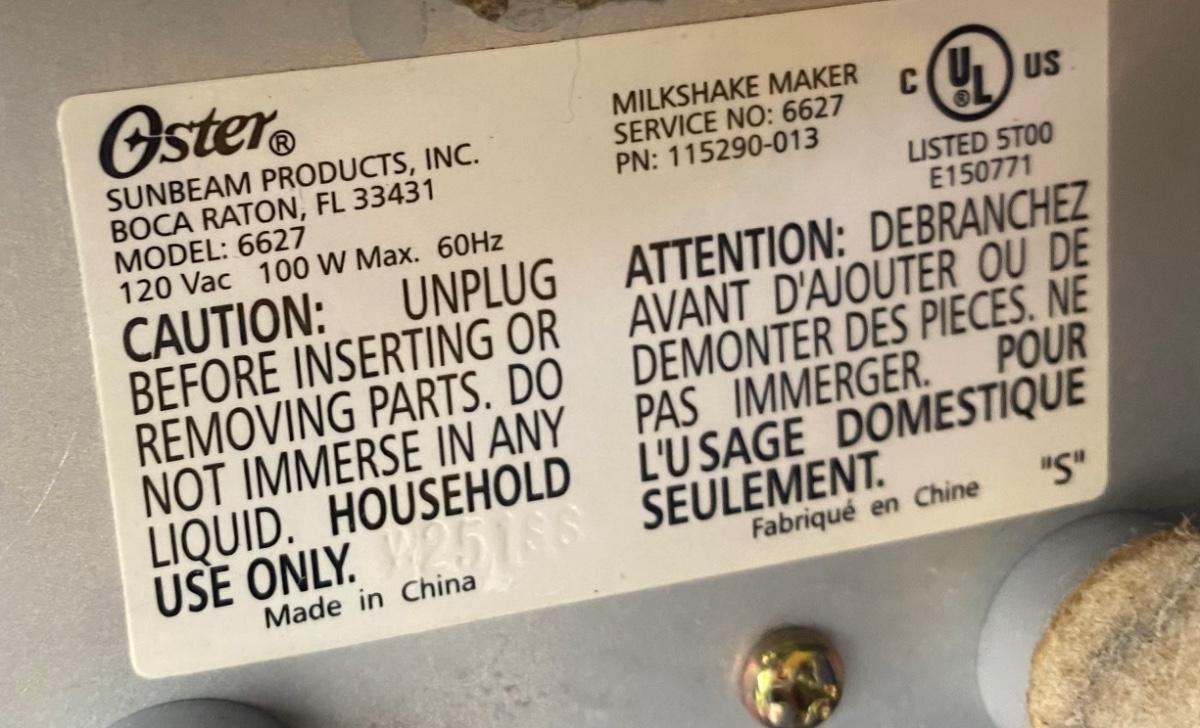 Oster®
SUNBEAM PRODUCTS, INC.
BOCA RATON, FL 33431
MODEL: 6627
120 Vac 100 W Max. 60Hz
CAUTION: UNPLUG
BEFORE INSERTING OR
REMOVING PARTS. DO
NOT IMMERSE IN ANY
LIQUID. HOUSEHOLD
USE ONLY.
Made in China
MILKSHAKE MAKER
SERVICE NO: 6627
PN: 115290-013
C UL® US
LISTED 5T00
E150771
ATTENTION: DEBRANCHEZ
AVANT D'AJOUTER OU DE
DEMONTER DES PIECES. NE
PAS IMMERGER. POUR
L'USAGE DOMESTIQUE
SEULEMENT.
Fabriqué en Chine "S"